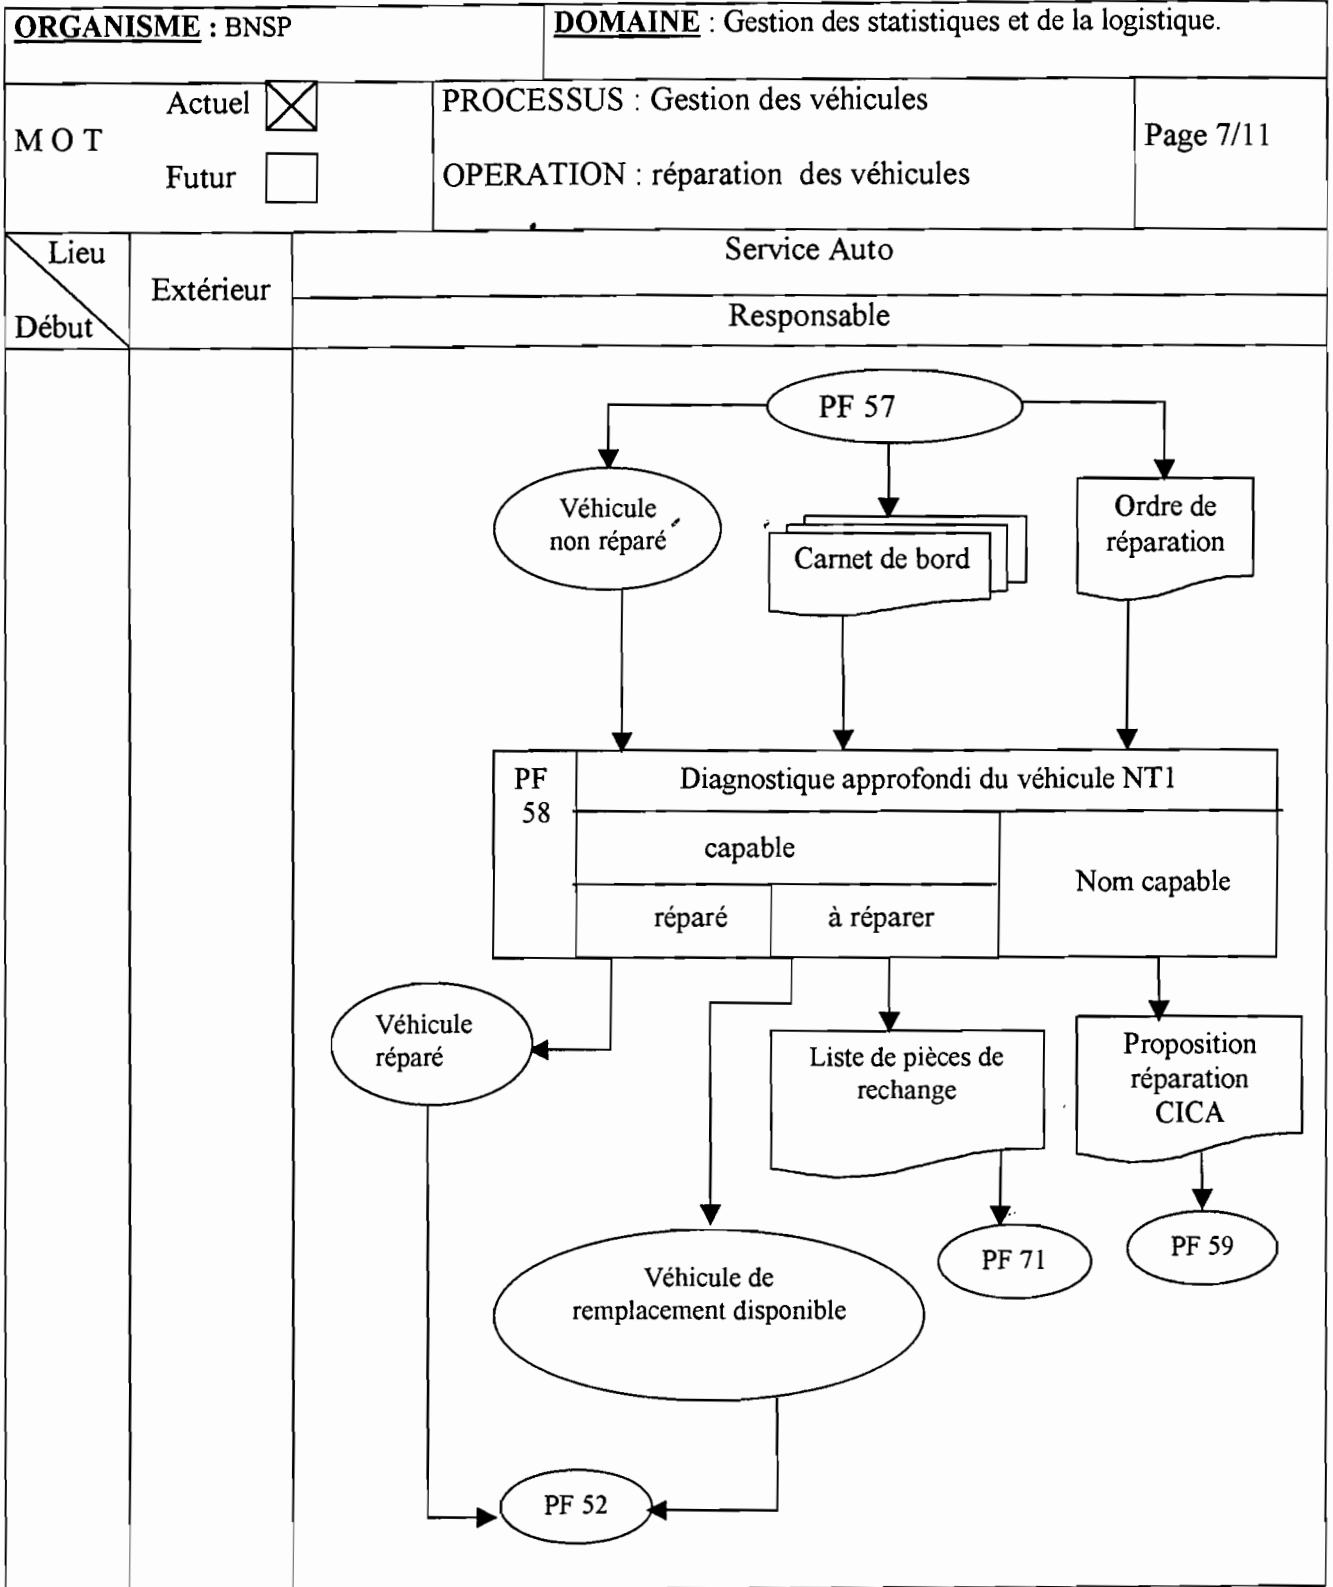 ORGANISME : BNSP
DOMAINE : Gestion des statistiques et de la logistique.
M O T
Actuel
Futur
PROCESSUS : Gestion des véhicules
OPERATION : réparation des véhicules
Page 7/11
Lieu
Début
Extérieur
Service Auto
Responsable
PF 57
Véhicule
non réparé
Carnet de bord
Ordre de
réparation
PF
58
Diagnostique approfondi du véhicule NT1
capable
Nom capable
réparé
à réparer
Véhicule
réparé
Liste de pièces de
rechange
Proposition
réparation
CICA
PF 71
PF 59
Véhicule de
remplacement disponible
PF 52